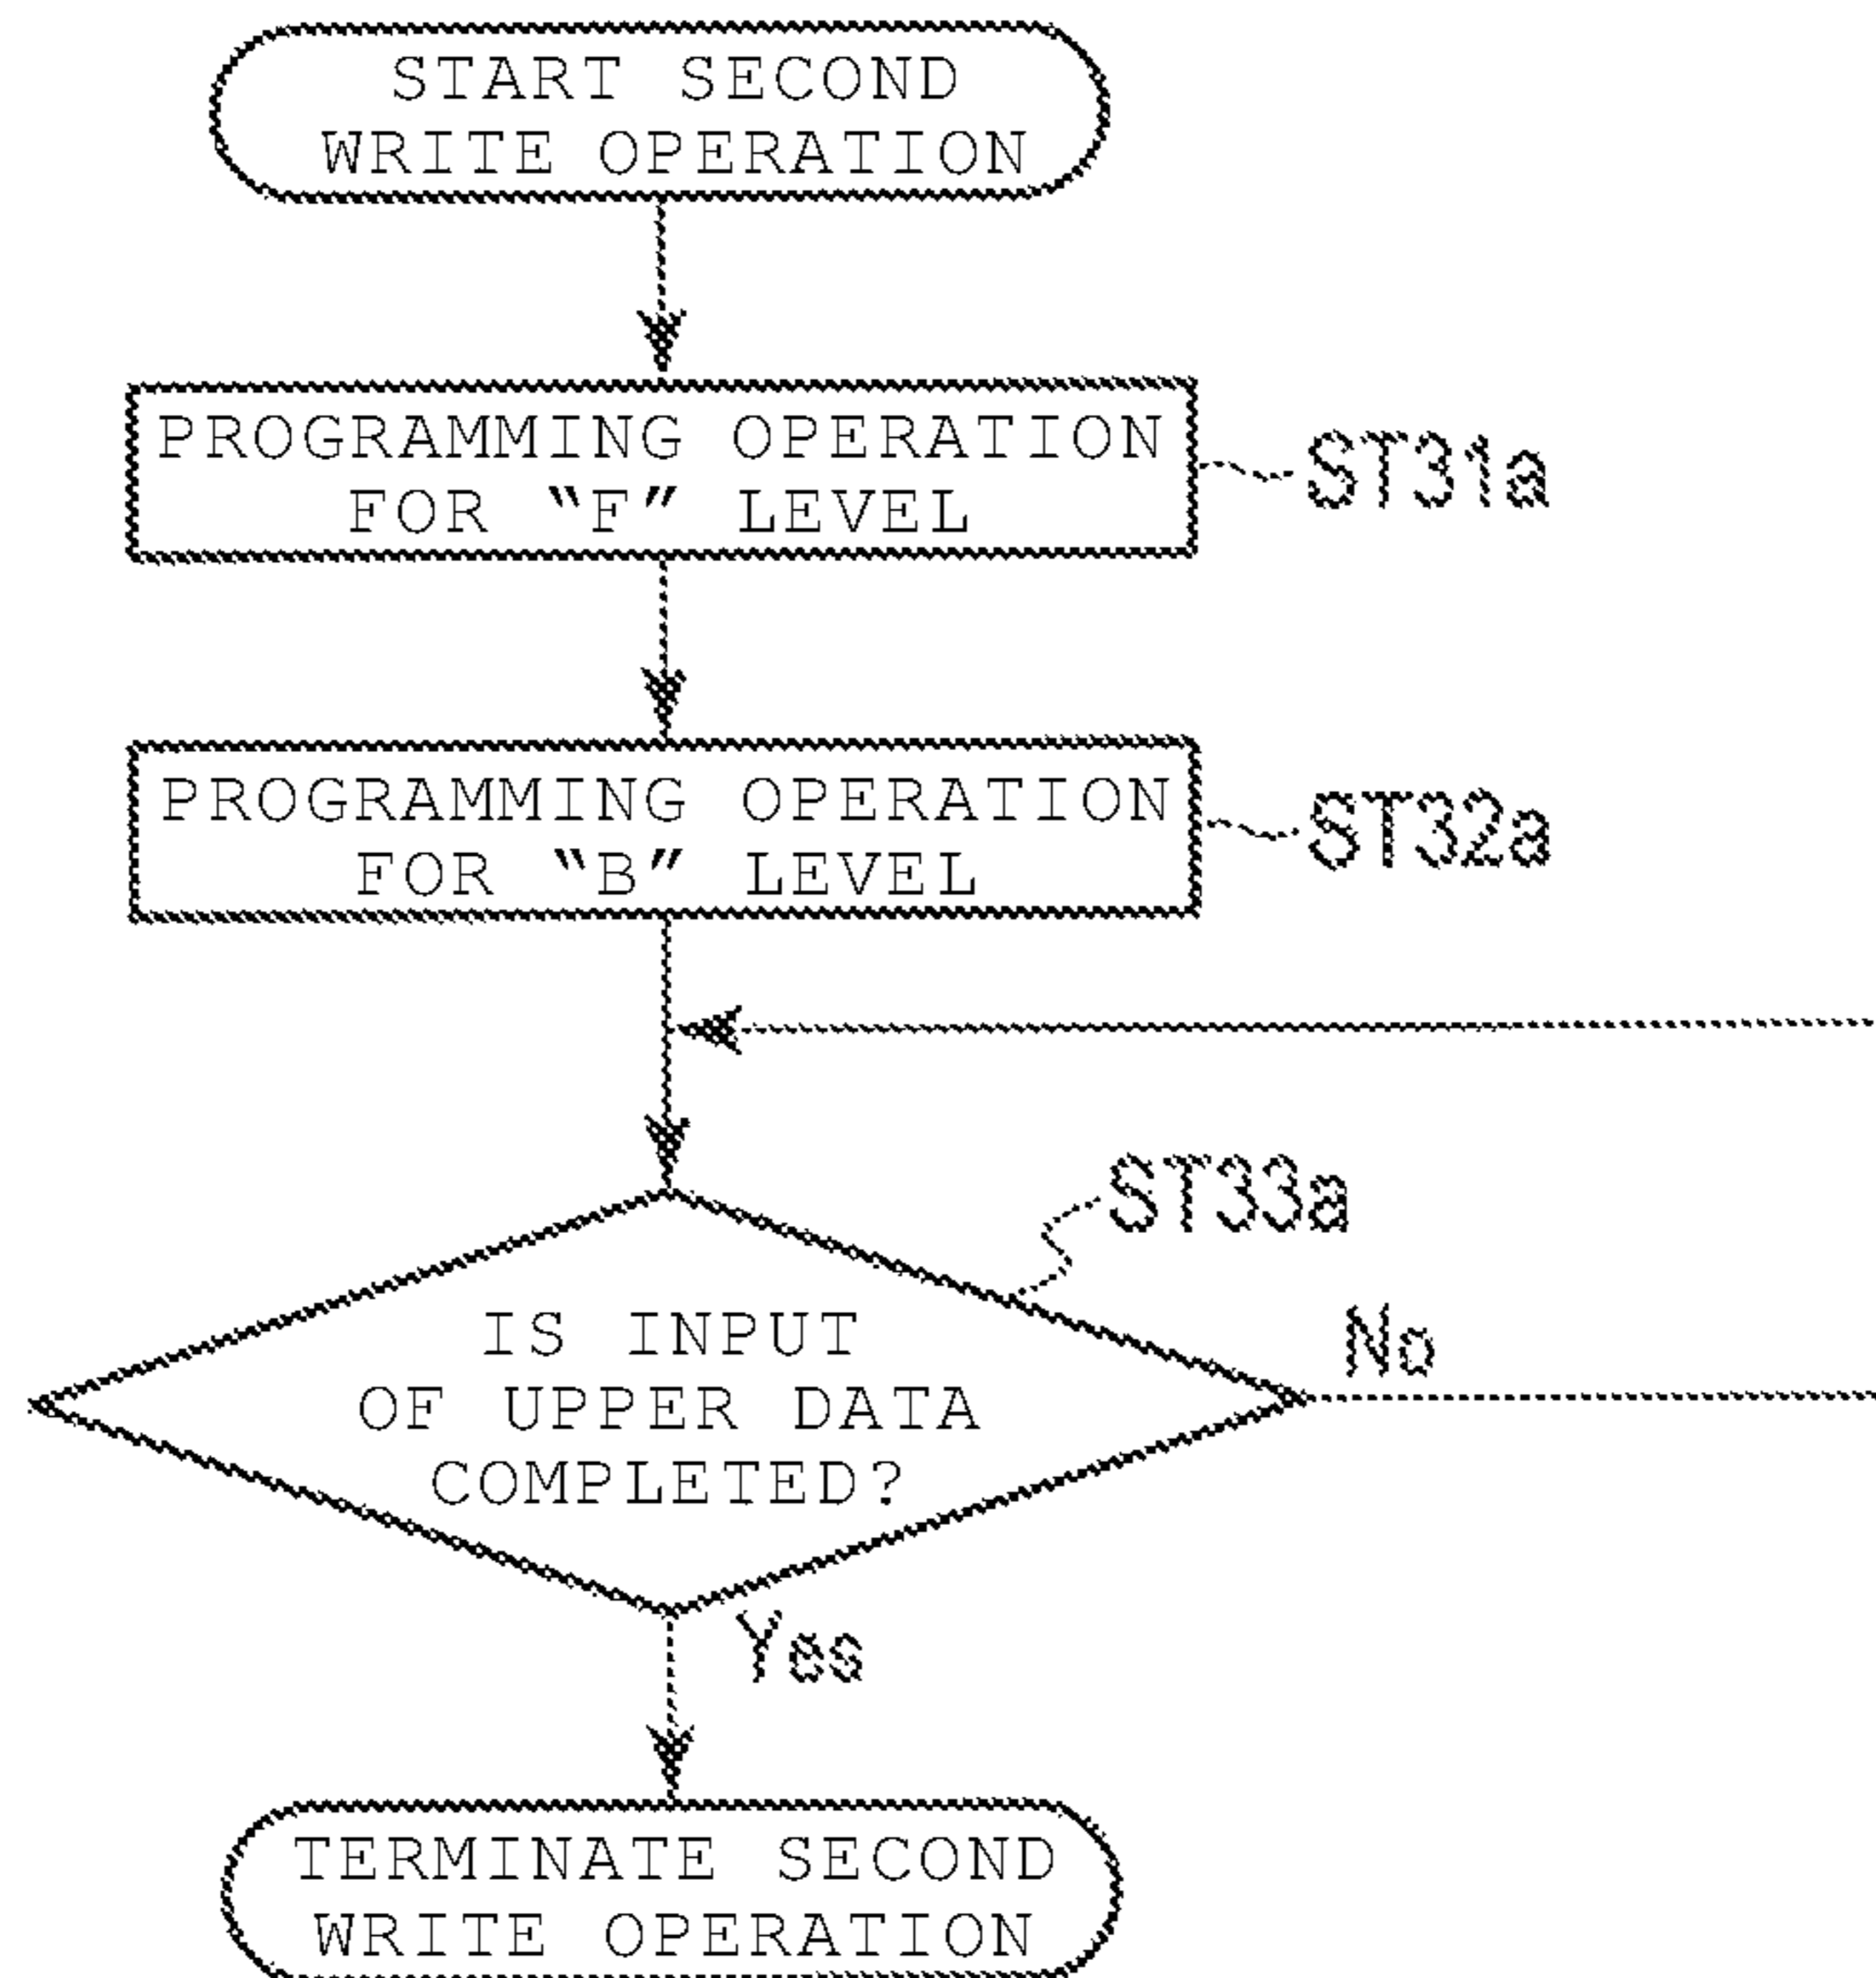 START SECOND
WRITE OPERATION
PROGRAMMING OPERATION
FOR "F" LEVEL
ST31a
PROGRAMMING OPERATION
FOR "B" LEVEL
ST32a
ST33a
IS INPUT
OF UPPER DATA
COMPLETED?
No
Yes
TERMINATE SECOND
WRITE OPERATION